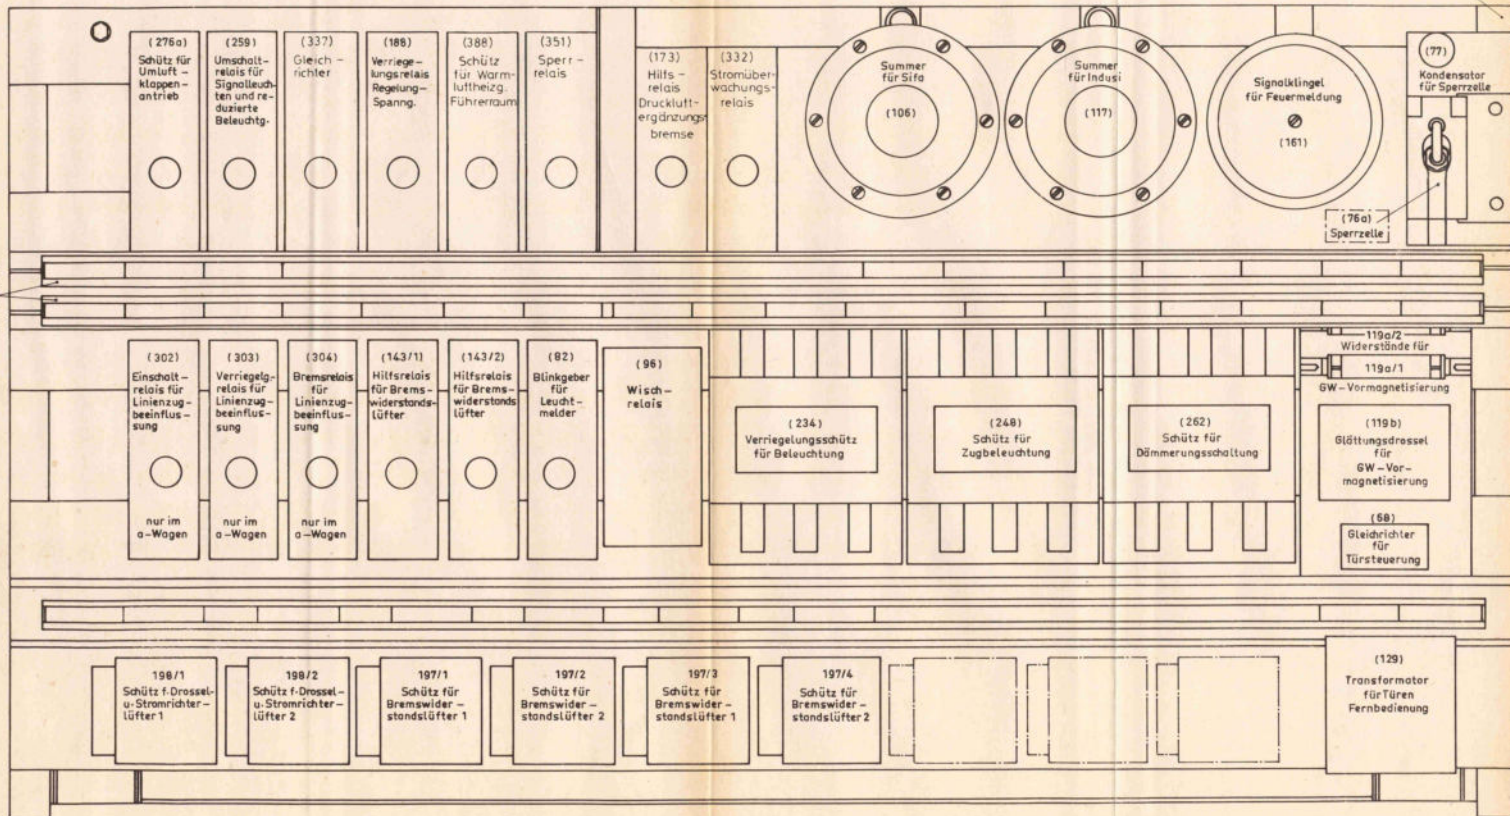 (276a)
Schütz für
Umluft-
klappen-
antrieb
(259)
Umschalt-
relais für
Signalleuch-
ten und re-
duzierte
Beleuchtg.
(337)
Gleich-
richter
(188)
Verriege-
lungsrelais
Regelung-
Spanng.
(388)
Schütz
für Warm-
luftheizg.
Führerraum
(351)
Sperr-
relais
(173)
Hilfs-
relais
Druckluft-
ergänzungs-
bremse
(332)
Stromüber-
wachungs-
relais
Summer
für Sifa
(106)
Summer
für Indusi
(117)
Signalklingel
für Feuermeldung
(161)
(77)
Kondensator
für Sperrzelle
(76a)
Sperrzelle
(302)
Einschalt-
relais für
Linienzug-
beeinflus-
sung
nur im
a-Wagen
(303)
Verriegelg.-
relais für
Linienzug-
beeinflus-
sung
nur im
a-Wagen
(304)
Bremsrelais
für
Linienzug-
beeinflus-
sung
nur im
a-Wagen
(143/1)
Hilfsrelais
für Brems-
widerstands-
lüfter
(143/2)
Hilfsrelais
für Brems-
widerstands
lüfter
(82)
Blinkgeber
für
Leucht-
melder
(96)
Wisch-
relais
(234)
Verriegelungsschütz
für Beleuchtung
(248)
Schütz für
Zugbeleuchtung
(262)
Schütz für
Dämmerungsschaltung
119a/2
Widerstände für
119a/1
GW-Vormagnetisierung
(119b)
Glättungsdrossel
für
GW-Vor-
magnetisierung
(68)
Gleichrichter
für
Türsteuerung
198/1
Schütz f.Drossel-
u.Stromrichter-
lüfter 1
198/2
Schütz f.Drossel-
u.Stromrichter-
lüfter 2
197/1
Schütz für
Bremswider-
standslüfter 1
197/2
Schütz für
Bremswider-
standslüfter 2
197/3
Schütz für
Bremswider-
standslüfter 1
197/4
Schütz für
Bremswider-
standslüfter 2
(129)
Transformator
für Türen
Fernbedienung